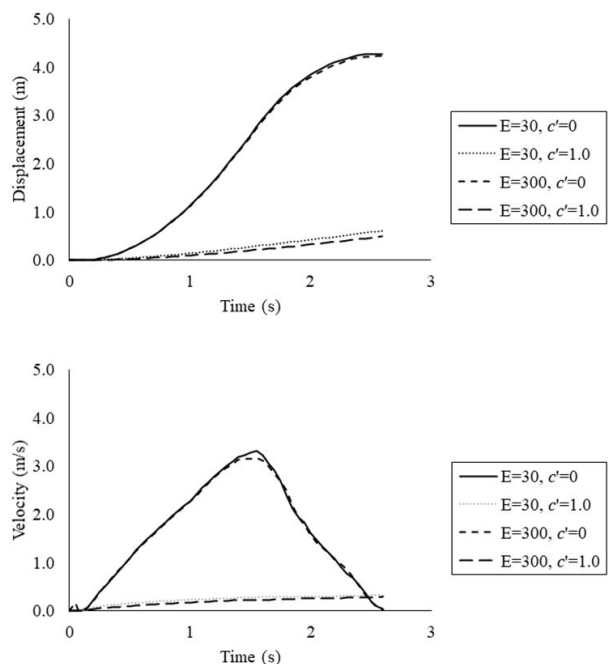 5.0
4.0
3.0
2.0
1.0
0.0
Displacement (m)
0 1 2 3
Time (s)
E=30, c'=0
E=30, c'=1.0
E=300, c'=0
E=300, c'=1.0
5.0
4.0
3.0
2.0
1.0
0.0
Velocity (m/s)
0 1 2 3
Time (s)
E=30, c'=0
E=30, c'=1.0
E=300, c'=0
E=300, c'=1.0